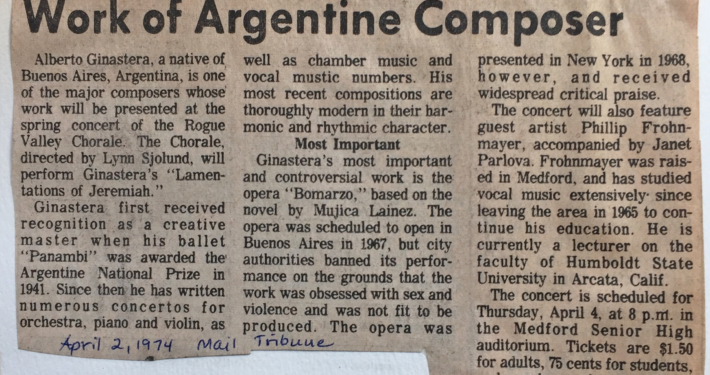 Work of Argentine Composer
Alberto Ginastera, a native of
Buenos Aires, Argentina, is one
of the major composers whose
work will be presented at the
spring concert of the Rogue
Valley Chorale. The Chorale,
directed by Lynn Sjolund, will
perform Ginastera's "Lamen-
tations of Jeremiah."
Ginastera first received
recognition as a creative
master when his ballet
"Panambi" was awarded the
Argentine National Prize in
1941. Since then he has written
numerous concertos for
orchestra, piano and violin, as
well as chamber music and
vocal mustic numbers. His
most recent compositions are
thoroughly modern in their har-
monic and rhythmic character.
Most Important
Ginastera's most important
and controversial work is the
opera "Bomarzo," based on the
novel by Mujica Lainez. The
opera was scheduled to open in
Buenos Aires in 1967, but city
authorities banned its perfor-
mance on the grounds that the
work was obsessed with sex and
violence and was not fit to be
produced. The opera was
presented in New York in 1968,
however, and received
widespread critical praise.
The concert will also feature
guest artist Phillip Frohn-
mayer, accompanied by Janet
Parlova. Frohnmayer was rais-
ed in Medford, and has studied
vocal music extensively since
leaving the area in 1965 to con-
tinue his education. He is
currently a lecturer on the
faculty of Humboldt State
University in Arcata, Calif.
The concert is scheduled for
Thursday, April 4, at 8 p.m. in
the Medford Senior High
auditorium. Tickets are $1.50
for adults, 75 cents for students,
April 2, 1974 Mail Tribune